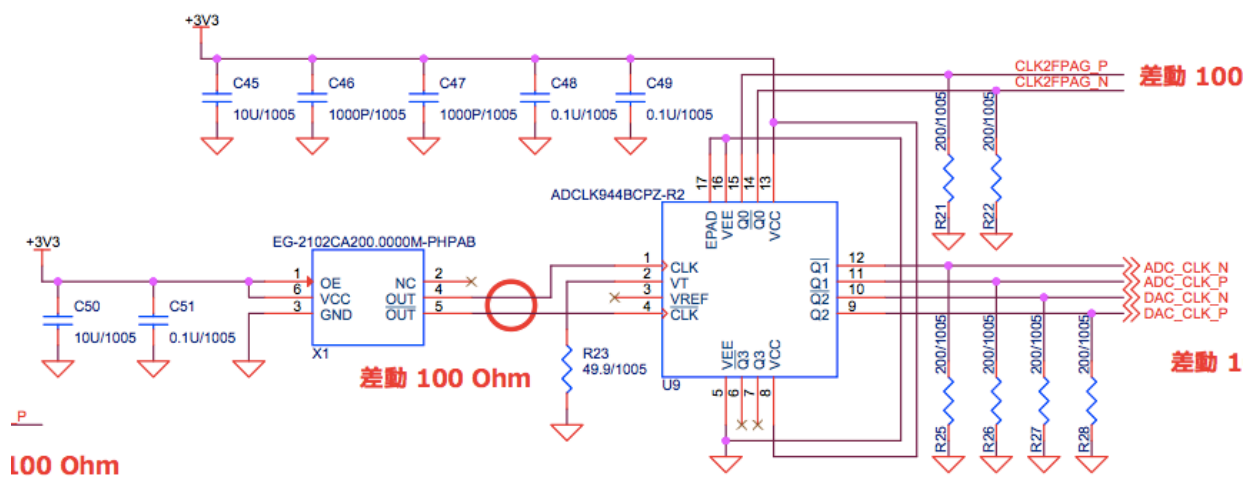 +3V3
C45
10U/1005
C46
1000P/1005
C47
1000P/1005
C48
0.1U/1005
C49
0.1U/1005
CLK2FPAG_P
CLK2FPAG_N
差動 100
200/1005
R21
200/1005
R22
ADCLK944BCPZ-R2
17
16
15
14
13
EPAD
VEE
Q0
Q0
VCC
+3V3
EG-2102CA200.0000M-PHPAB
1
OE
6
VCC
3
GND
NC
2
OUT
4
OUT
5
X1
C50
10U/1005
C51
0.1U/1005
差動 100 Ohm
1
CLK
2
VT
3
VREF
4
CLK
R23
49.9/1005
U9
Q1
12
Q1
11
Q2
10
Q2
9
VEE
Q3
Q3
VCC
5
6
7
8
ADC_CLK_N
ADC_CLK_P
DAC_CLK_N
DAC_CLK_P
差動 1
200/1005
R25
200/1005
R26
200/1005
R27
200/1005
R28
_P
100 Ohm